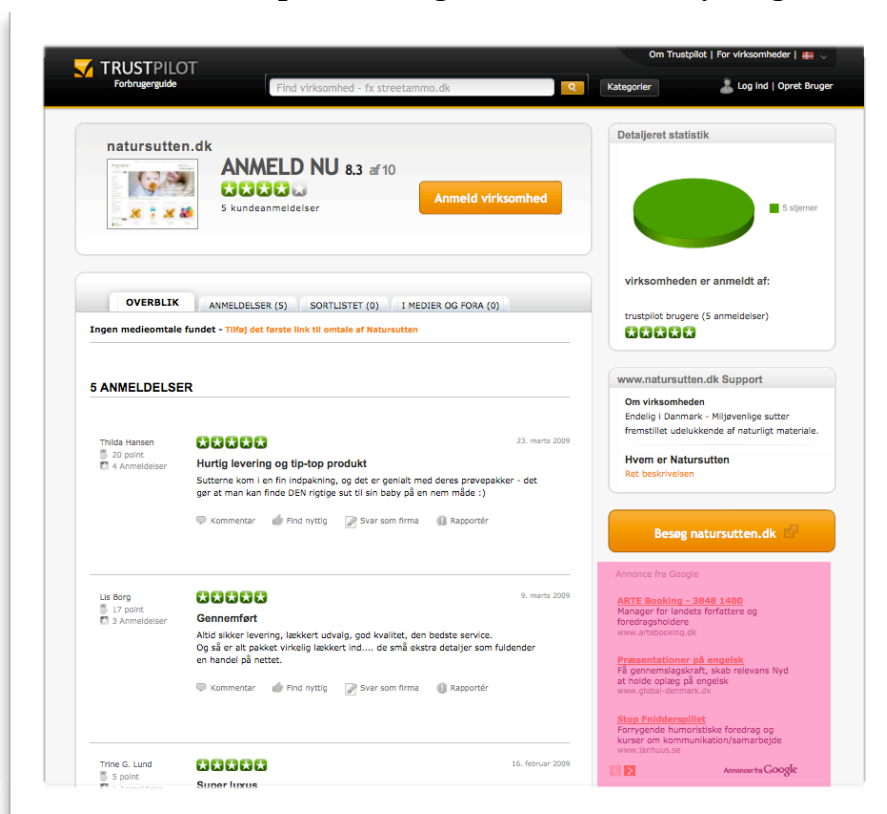 TRUSTPILOT
Forbrugerguide
Find virksomhed - fx streetammo.dk
Om Trustpilot | For virksomheder |
Kategorier
Log ind | Opret Bruger
natursutten.dk
ANMELD NU 8.3 af 10
5 kundeanmeldelser
Anmeld virksomhed
OVERBLIK
ANMELDELSER (5)
SORTLISTET (0)
I MEDIER OG FORA (0)
Ingen medieomtale fundet - Tilføj det første link til omtale af Natursutten
5 ANMELDELSER
Thilda Hansen
20 point
4 Anmeldelser
23. marts 2009
Hurtig levering og tip-top produkt
Sutterne kom i en fin indpakning, og det er genialt med deres prøvepakker - det
gør at man kan finde DEN rigtige sut til sin baby på en nem måde :)
Kommentar
Find nyttig
Svar som firma
Rapportér
Lis Borg
17 point
3 Anmeldelser
9. marts 2009
Gennemført
Altid sikker levering, lækkert udvalg, god kvalitet, den bedste service.
Og så er alt pakket virkelig lækkert ind.... de små ekstra detaljer som fuldender
en handel på nettet.
Kommentar
Find nyttig
Svar som firma
Rapportér
Trine G. Lund
5 point
16. februar 2009
Super luxus
Detaljeret statistik
5 stjerner
virksomheden er anmeldt af:
trustpilot brugere (5 anmeldelser)
www.natursutten.dk Support
Om virksomheden
Endelig i Danmark - Miljøvenlige sutter
fremstillet udelukkende af naturligt materiale.
Hvem er Natursutten
Ret beskrivelsen
Besøg natursutten.dk
Annonce fra Google
ARTE Booking - 3848 1400
Manager for landets forfattere og
foredragsholdere
www.artebooking.dk
Præsentationer på engelsk
Få gennemslagskraft, skab relevans Nyd
at holde oplæg på engelsk
www.global-denmark.dk
Stop Fnidderspillet
Forrygende humoristiske foredrag og
kurser om kommunikation/samarbejde
www.janhuus.se
Annoncer fra Google